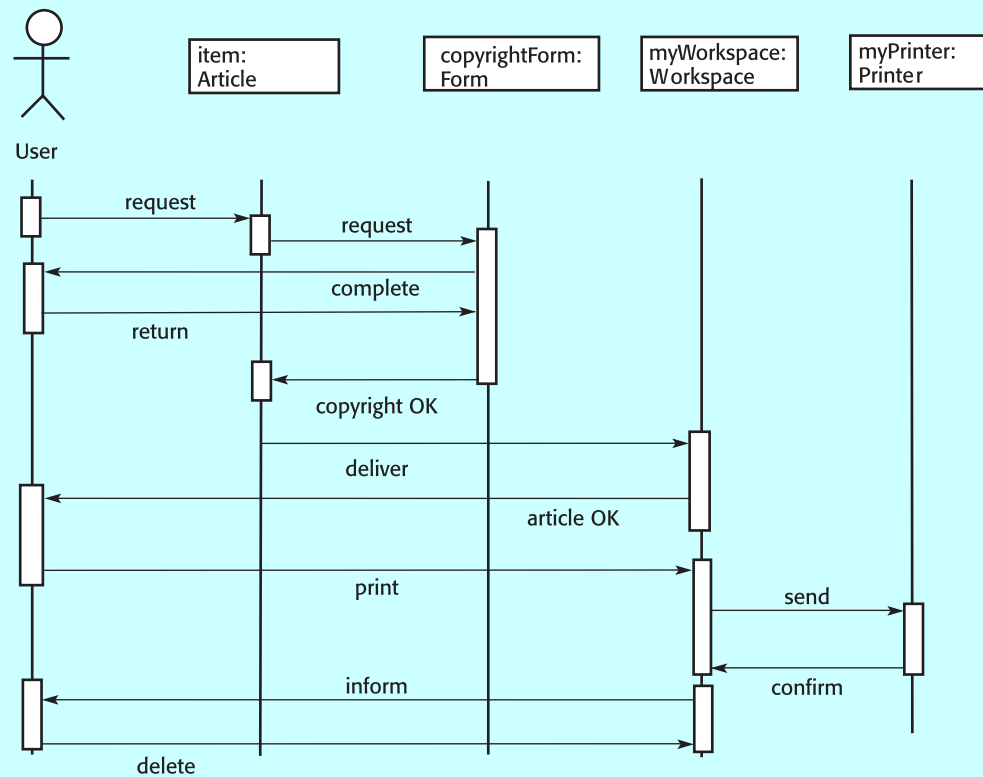 item:
Article
copyrightForm:
Form
myWorkspace:
Workspace
myPrinter:
Printer
User
request
request
complete
return
copyright OK
deliver
article OK
print
send
inform
confirm
delete